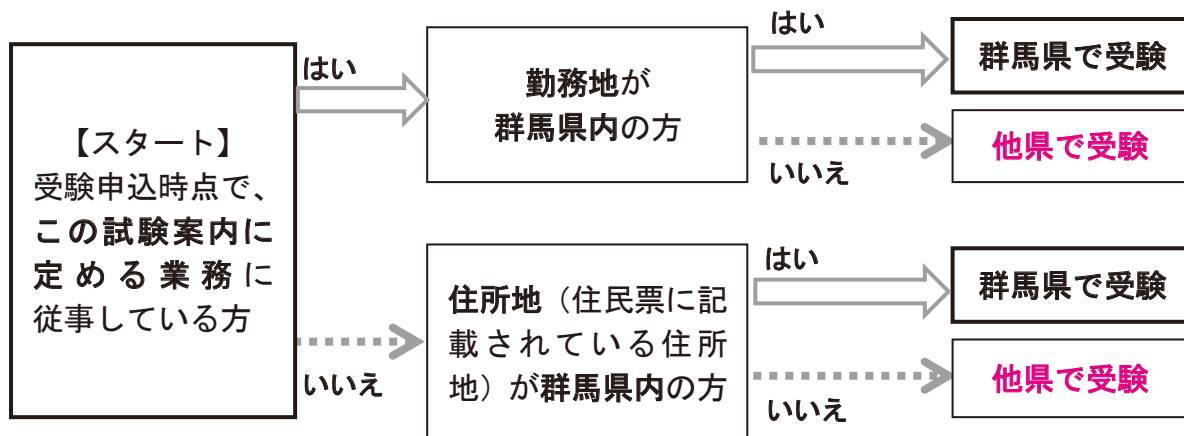 【スタート】
受験申込時点で、
この試験案内に
定める業務に
従事している方
はい
いいえ
勤務地が
群馬県内の方
はい
群馬県で受験
いいえ
他県で受験
住所地（住民票に記
載されている住所
地）が群馬県内の方
はい
群馬県で受験
いいえ
他県で受験